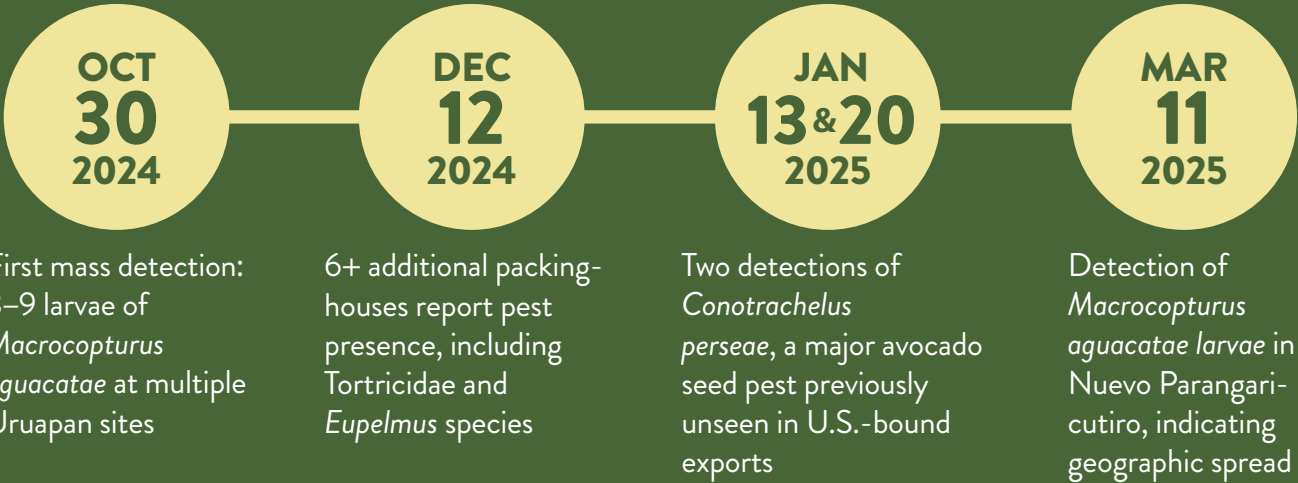 OCT
30
2024
First mass detection:
–9 larvae of
Macrocopturus
aguacatae at multiple
Uruapan sites
DEC
12
2024
6+ additional packing-
houses report pest
presence, including
Tortricidae and
Eupelmus species
JAN
13 & 20
2025
Two detections of
Conotrachelus
perseae, a major avocado
seed pest previously
unseen in U.S.-bound
exports
MAR
11
2025
Detection of
Macrocopturus
aguacatae larvae in
Nuevo Parangari-
cutiro, indicating
geographic spread